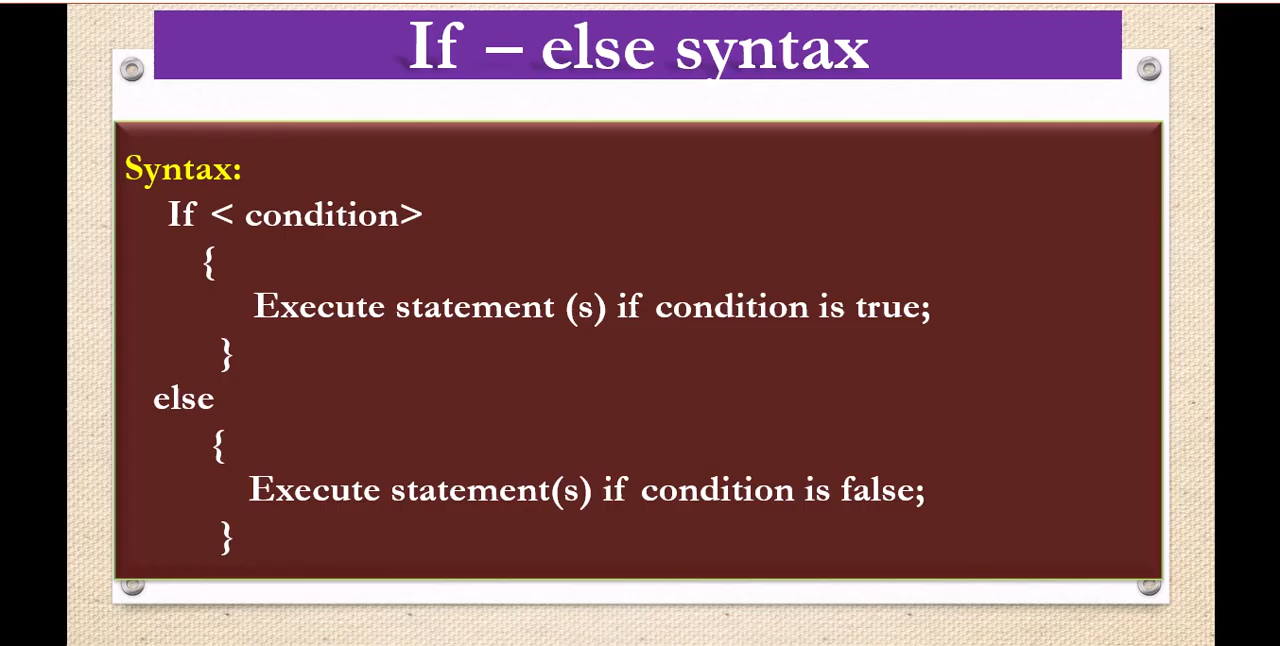 If – else syntax
Syntax:
If < condition>
{
Execute statement (s) if condition is true;
}
else
{
Execute statement(s) if condition is false;
}